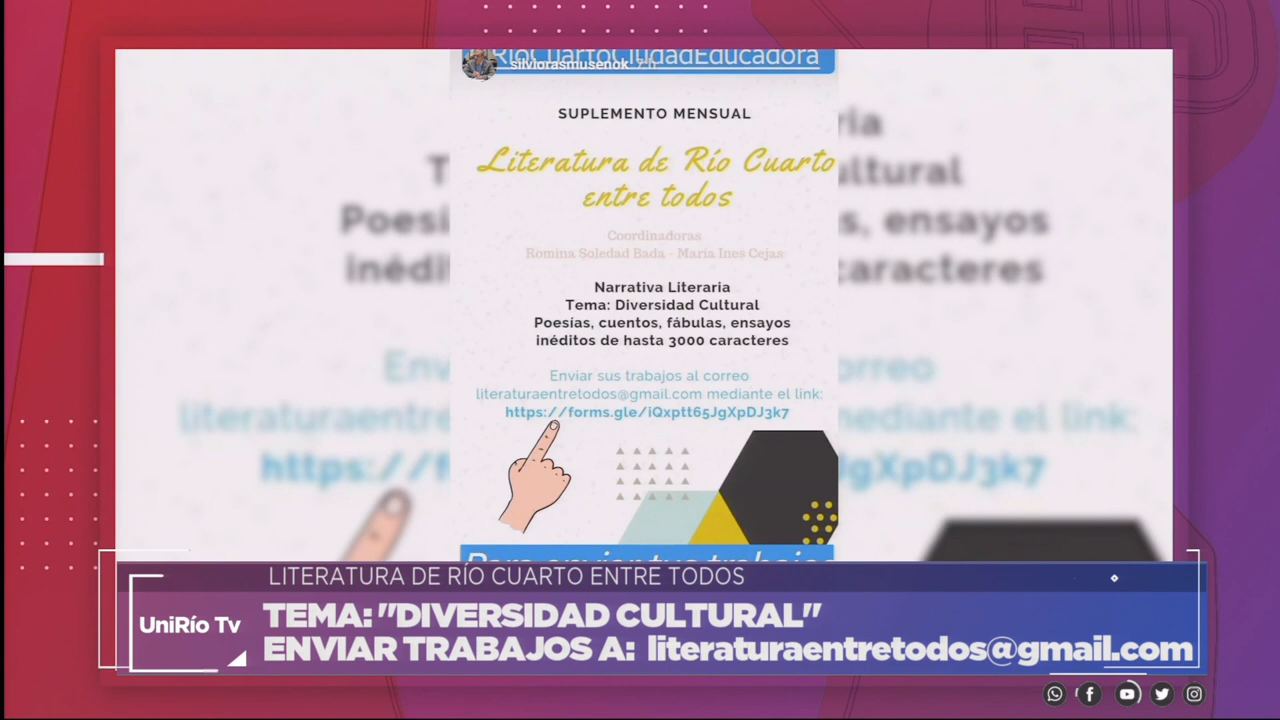 RíoCuartoCiudadEducadora
silviorasmusenok 7 h
SUPLEMENTO MENSUAL
Literatura de Río Cuarto
entre todos
Coordinadoras
Romina Soledad Bada - María Ines Cejas
Narrativa Literaria
Tema: Diversidad Cultural
Poesías, cuentos, fábulas, ensayos
inéditos de hasta 3000 caracteres
Enviar sus trabajos al correo
literaturaentretodos@gmail.com mediante el link:
https://forms.gle/iQxptt65JgXpDJ3k7
LITERATURA DE RÍO CUARTO ENTRE TODOS
UniRío Tv
TEMA: "DIVERSIDAD CULTURAL"
ENVIAR TRABAJOS A: literaturaentretodos@gmail.com